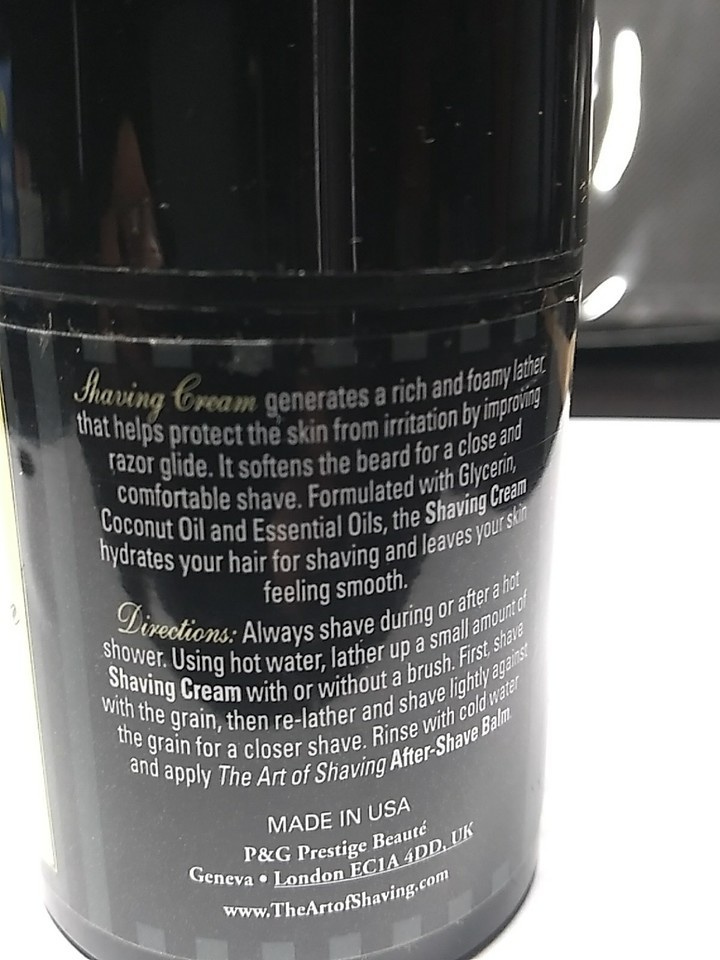 Shaving Cream generates a rich and foamy lather
that helps protect the skin from irritation by improving
razor glide. It softens the beard for a close and
comfortable shave. Formulated with Glycerin,
Coconut Oil and Essential Oils, the Shaving Cream
hydrates your hair for shaving and leaves your skin
feeling smooth.
Directions: Always shave during or after a hot
shower. Using hot water, lather up a small amount of
Shaving Cream with or without a brush. First, shave
with the grain, then re-lather and shave lightly against
the grain for a closer shave. Rinse with cold water
and apply The Art of Shaving After-Shave Balm.
MADE IN USA
P&G Prestige Beauté
Geneva • London EC1A 4DD, UK
www.TheArtofShaving.com